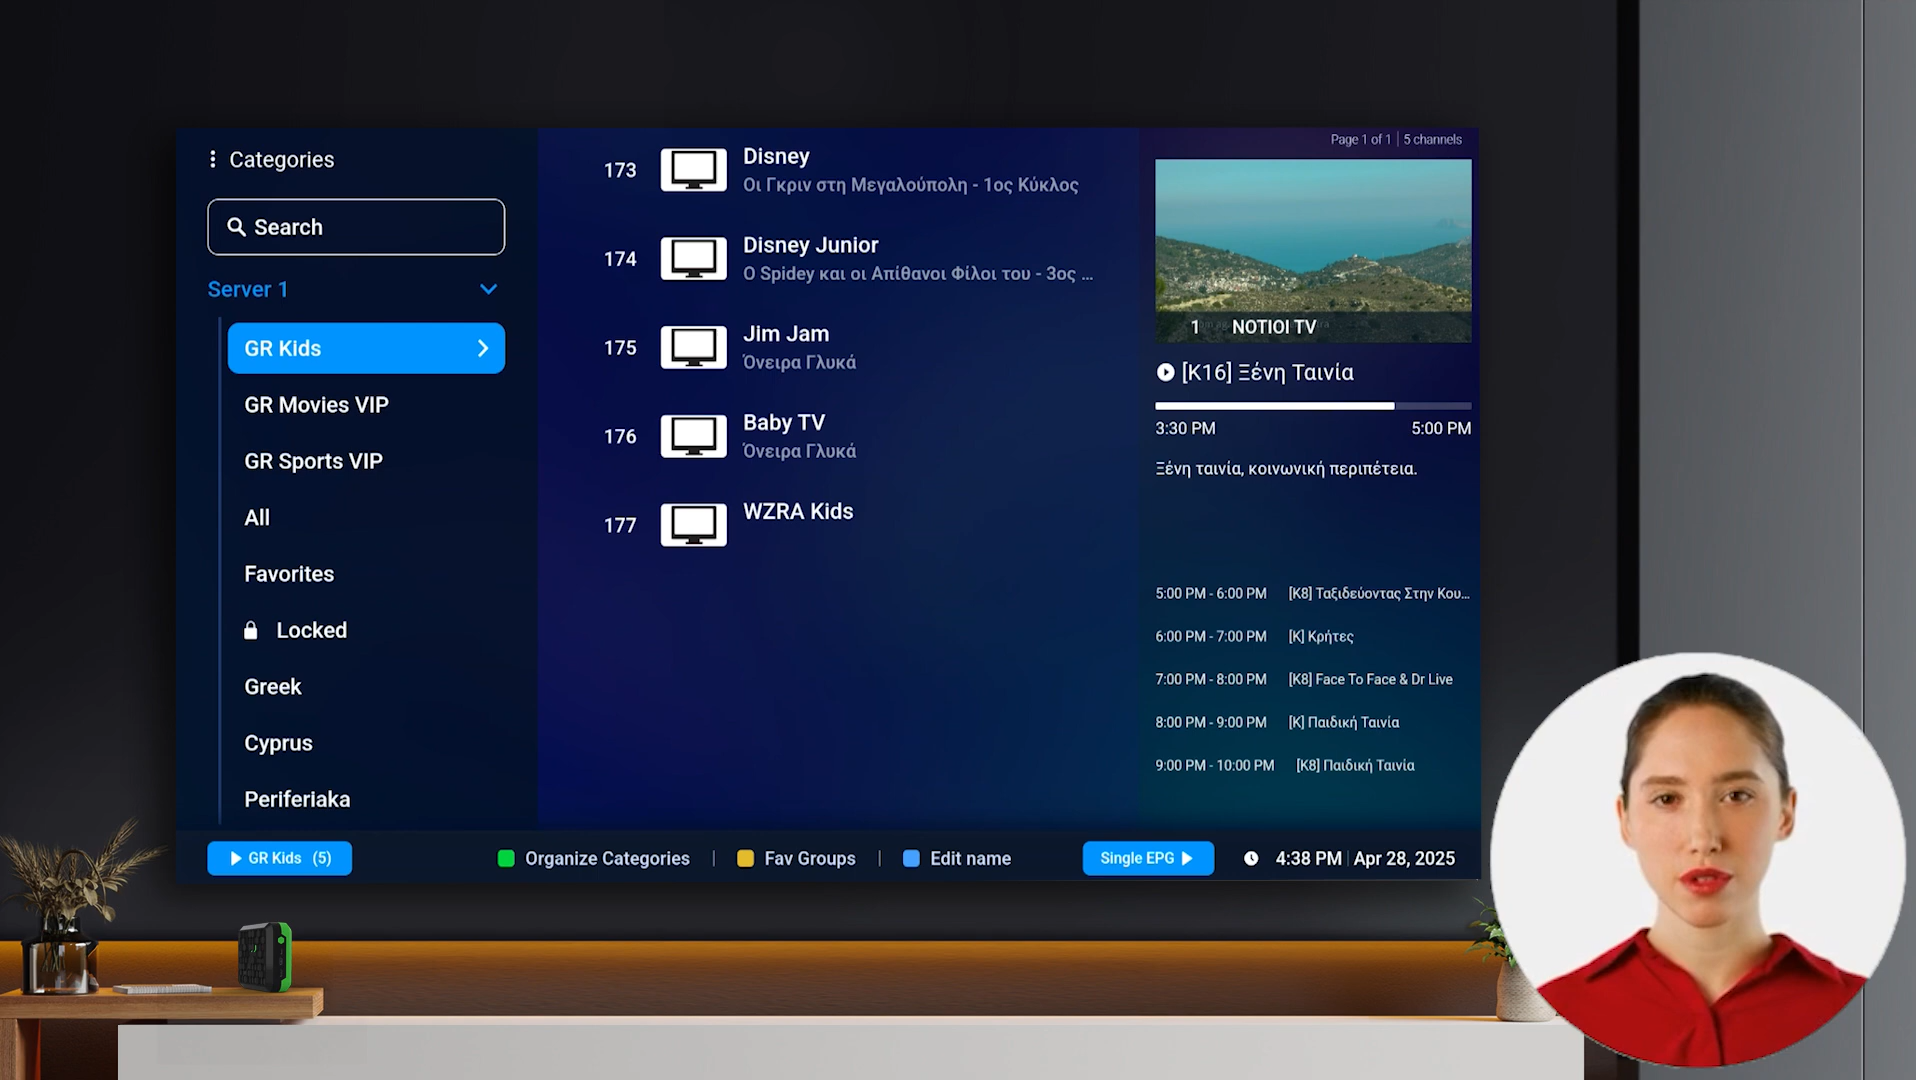 Categories
Search
Server 1
GR Kids
GR Movies VIP
GR Sports VIP
All
Favorites
Locked
Greek
Cyprus
Periferiaka
173
Disney
Οι Γκριν στη Μεγαλούπολη - 1ος Κύκλος
174
Disney Junior
Ο Spidey και οι Απίθανοι Φίλοι του - 3ος ...
175
Jim Jam
Όνειρα Γλυκά
176
Baby TV
Όνειρα Γλυκά
177
WZRA Kids
Page 1 of 1 | 5 channels
1 NOTIOI TV
[Κ16] Ξένη Ταινία
3:30 PM 5:00 PM
Ξένη ταινία, κοινωνική περιπέτεια.
5:00 PM - 6:00 PM [Κ8] Ταξιδεύοντας Στην Κου...
6:00 PM - 7:00 PM [Κ] Κρήτες
7:00 PM - 8:00 PM [Κ8] Face To Face & Dr Live
8:00 PM - 9:00 PM [Κ] Παιδική Ταινία
9:00 PM - 10:00 PM [Κ8] Παιδική Ταινία
GR Kids (5)
Organize Categories | Fav Groups | Edit name
Single EPG
4:38 PM | Apr 28, 2025